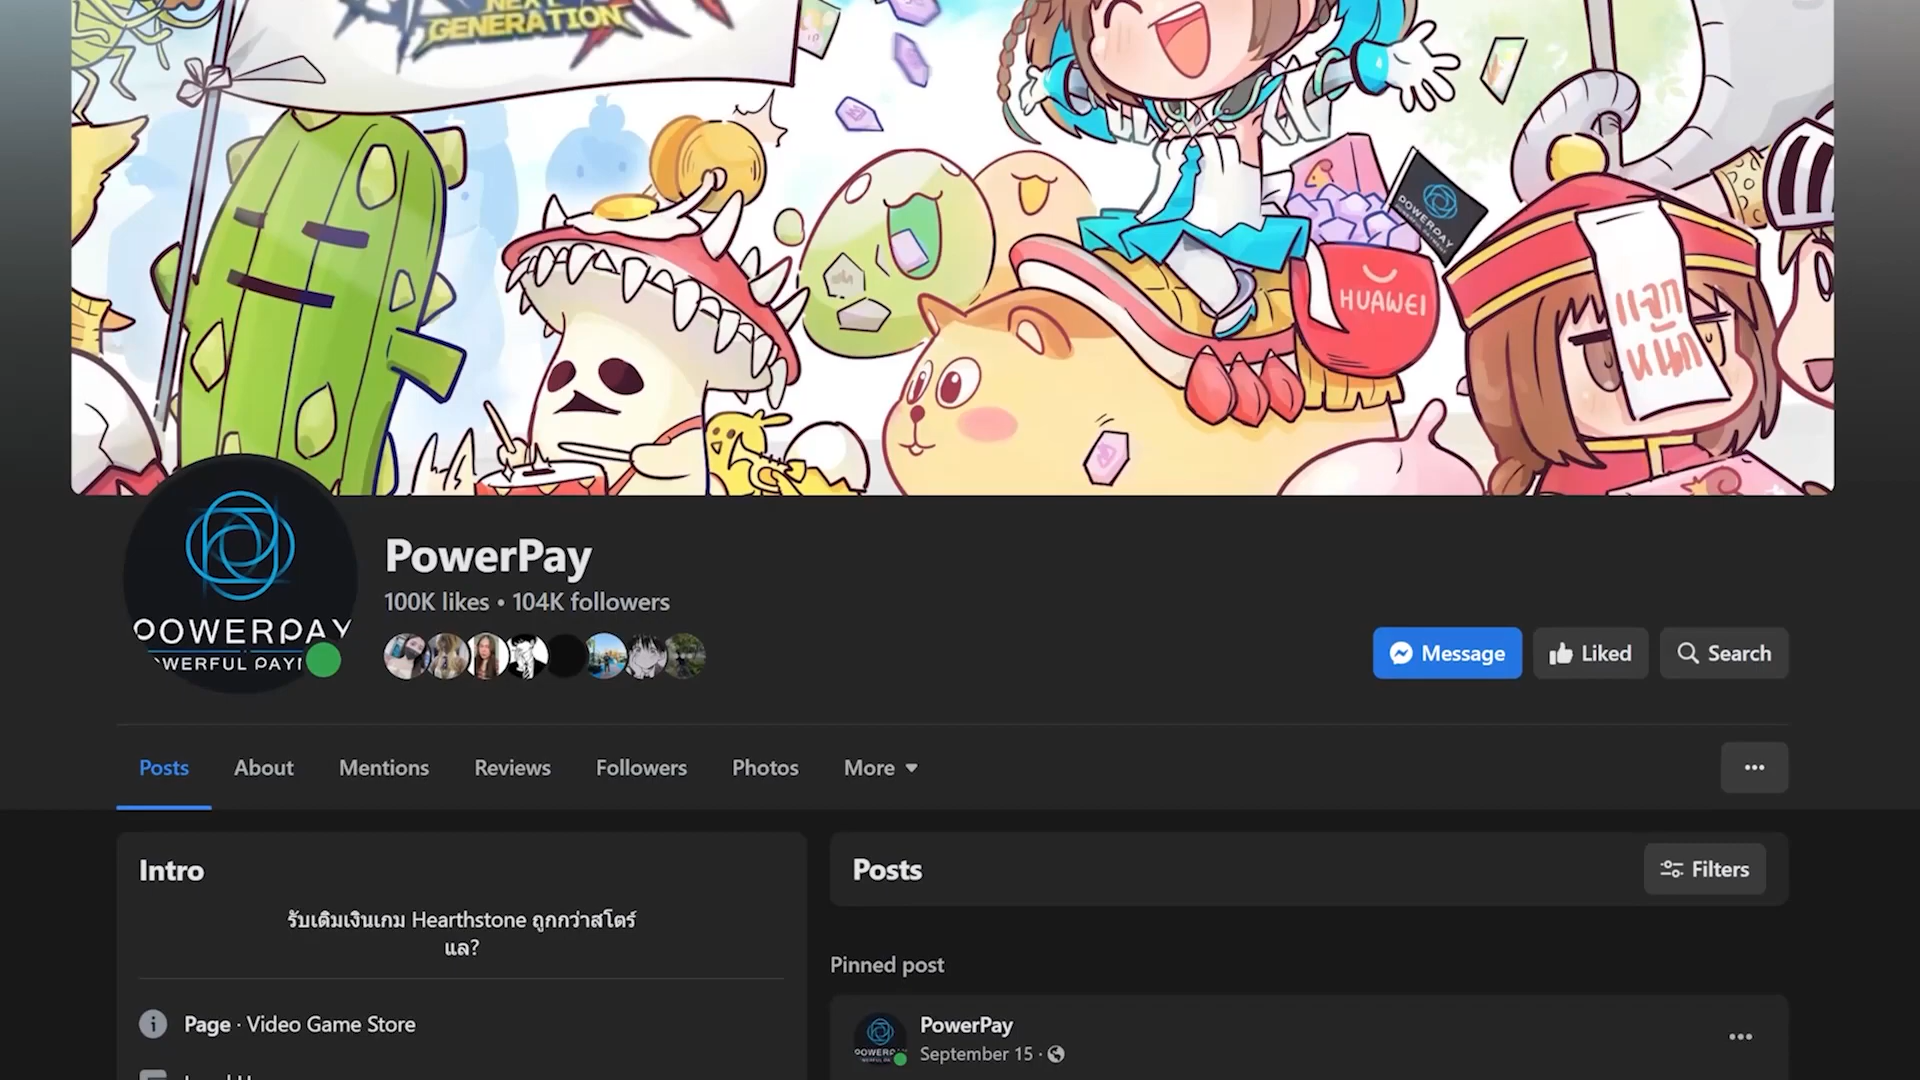 NEXT
GENERATION
POWERPAY
HUAWEI
แจก
หนัก
POWERPAY
PowerPay
100K likes • 104K followers
Message
Liked
Search
Posts
About
Mentions
Reviews
Followers
Photos
More
Intro
รับเติมเงินเกม Hearthstone ถูกกว่าสโตร์
แล?
Page · Video Game Store
Posts
Filters
Pinned post
PowerPay
September 15 ·